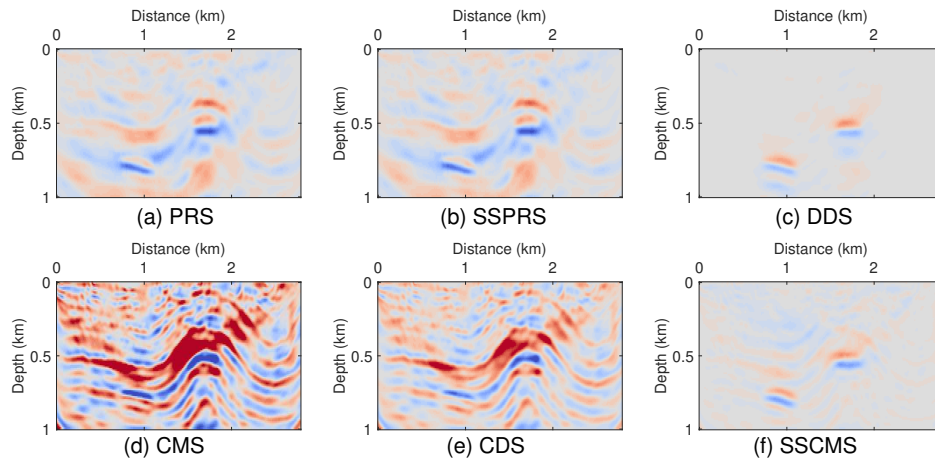 Distance (km) Distance (km) Distance (km)
0 1 2 0 1 2 0 1 2
0 0 0
Depth (km) 0.5 Depth (km) 0.5 Depth (km) 0.5
1 1 1
(a) PRS (b) SSPRS (c) DDS
Distance (km) Distance (km) Distance (km)
0 1 2 0 1 2 0 1 2
0 0 0
Depth (km) 0.5 Depth (km) 0.5 Depth (km) 0.5
1 1 1
(d) CMS (e) CDS (f) SSCMS